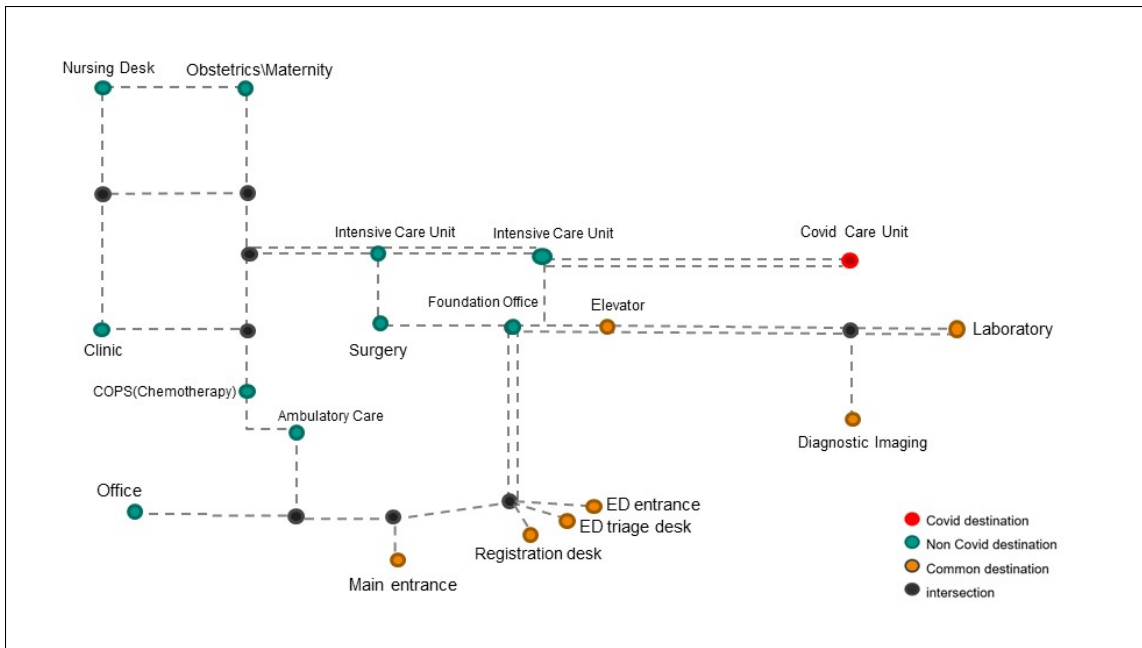 Nursing Desk
Obstetrics\Maternity
Intensive Care Unit
Intensive Care Unit
Covid Care Unit
Foundation Office
Elevator
Laboratory
Clinic
Surgery
COPS(Chemotherapy)
Ambulatory Care
Diagnostic Imaging
Office
ED entrance
ED triage desk
Registration desk
Main entrance
Covid destination
Non Covid destination
Common destination
intersection